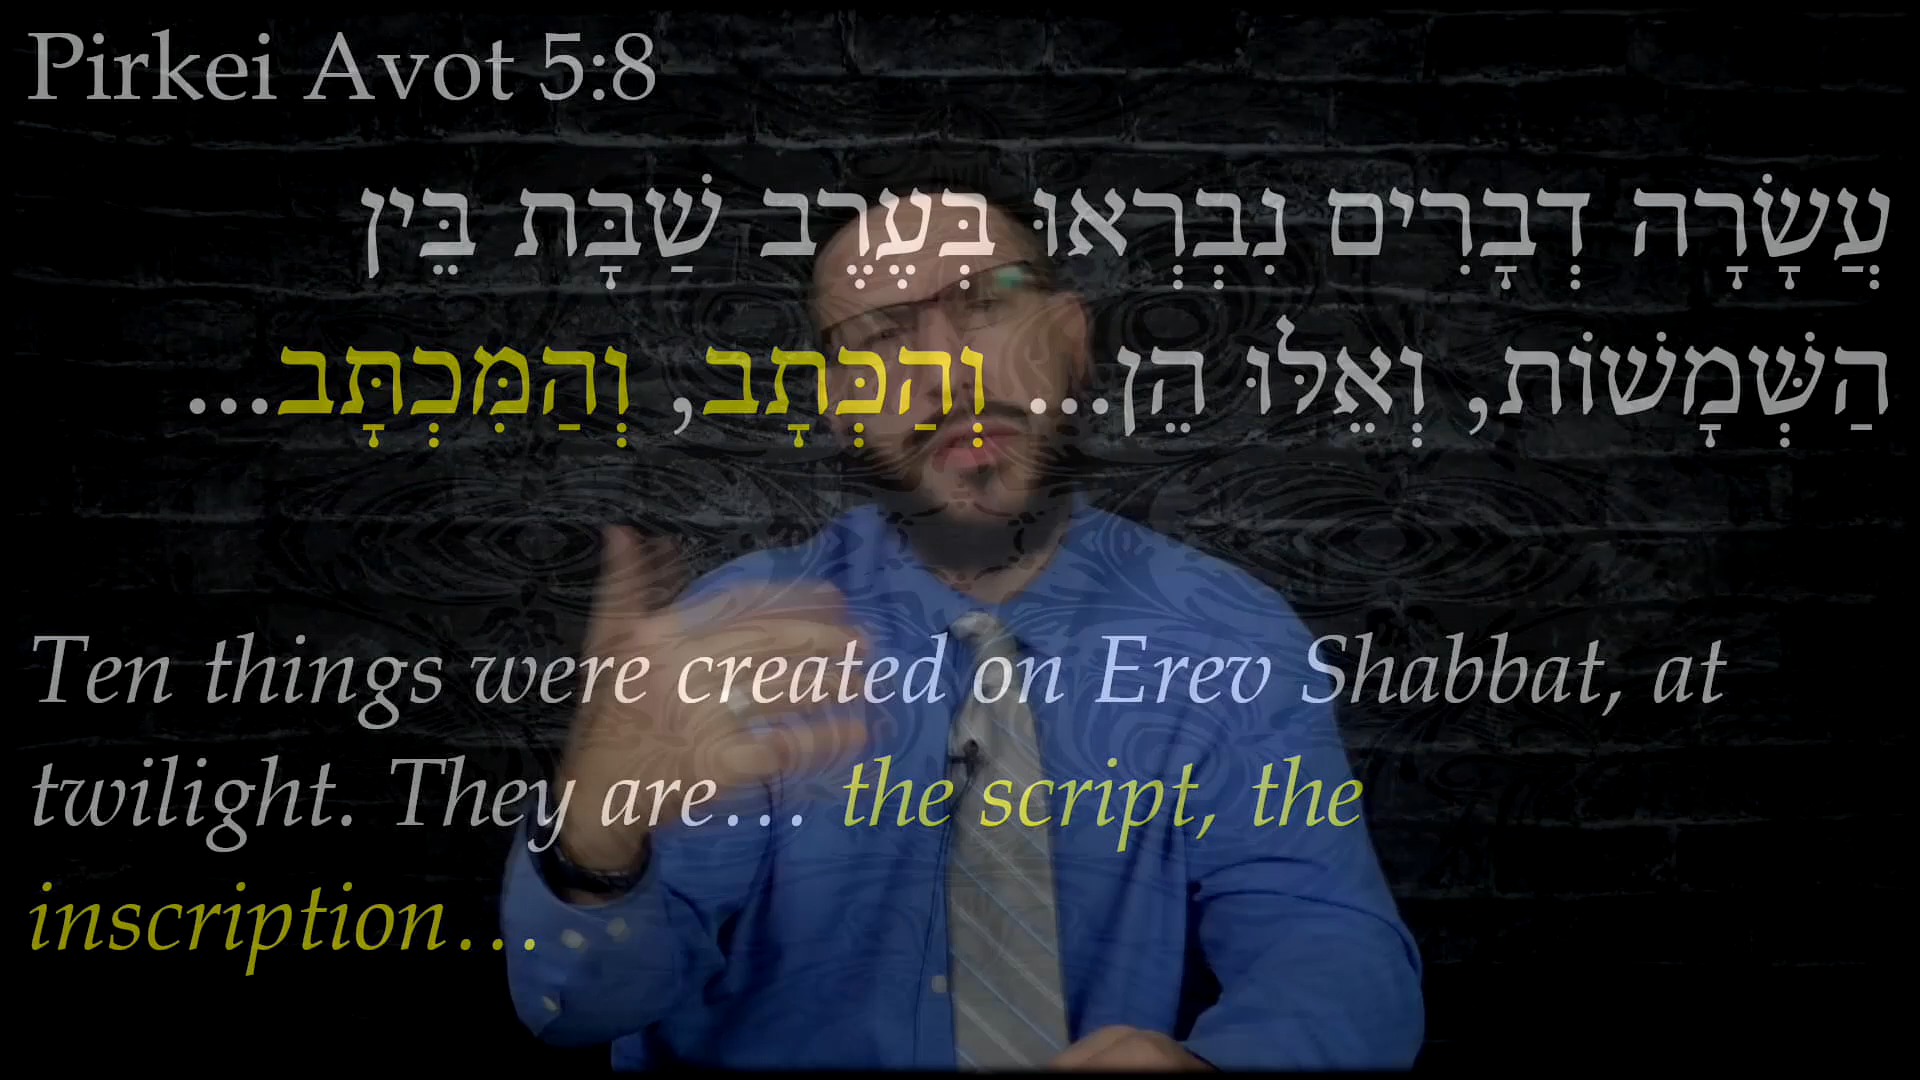 Pirkei Avot 5:8
עֲשָׂרָה דְבָרִים נִבְרְאוּ בְּעֶרֶב שַׁבָּת בֵּין
הַשְּׁמָשׁוֹת, וְאֵלּוּ הֵן... וְהַכְּתָב, וְהַמִּכְתָּב...
Ten things were created on Erev Shabbat, at
twilight. They are... the script, the
inscription...